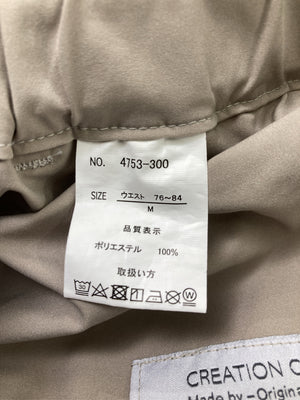 NO. 4753-300
SIZE ウエスト 76~84
M
品質表示
ポリエステル 100%
取扱い方
CREATION
Made by -Origina